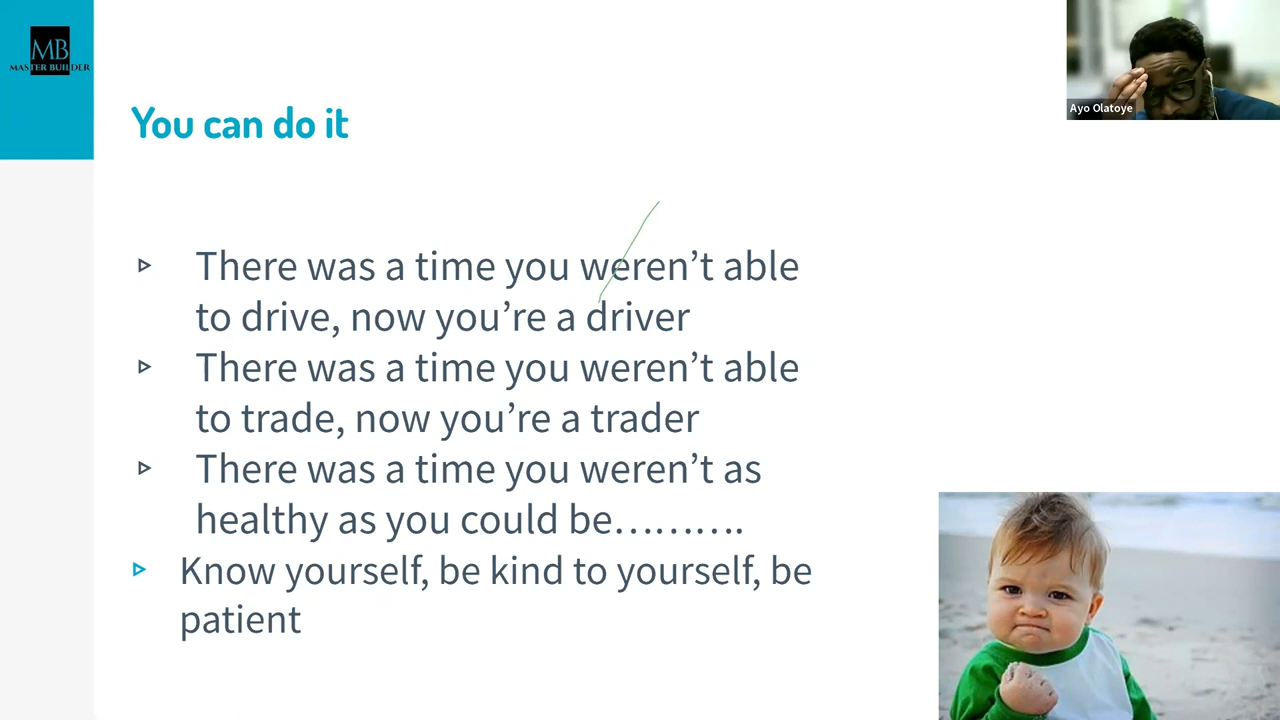 MB
MASTER BUILDER
Ayo Olatoye
You can do it
There was a time you weren't able
to drive, now you're a driver
There was a time you weren't able
to trade, now you're a trader
There was a time you weren't as
healthy as you could be……….
Know yourself, be kind to yourself, be
patient